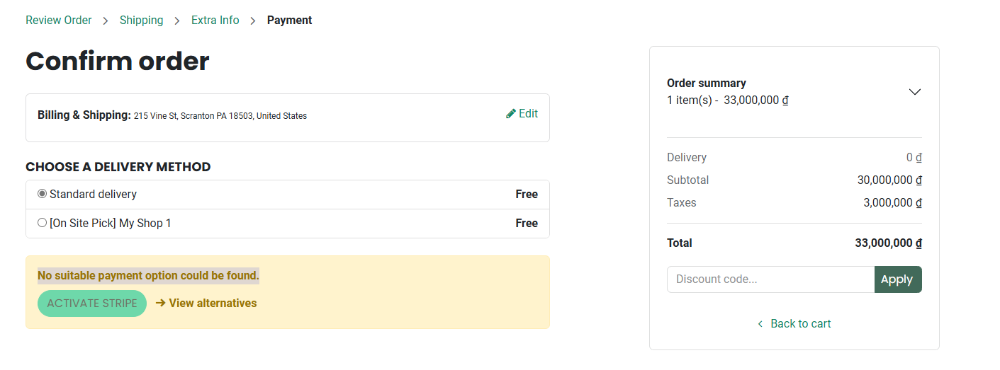 Review Order > Shipping > Extra Info > Payment
Confirm order
Billing & Shipping: 215 Vine St, Scranton PA 18503, United States
Edit
CHOOSE A DELIVERY METHOD
Standard delivery Free
[On Site Pick] My Shop 1 Free
No suitable payment option could be found.
ACTIVATE STRIPE → View alternatives
Order summary
1 item(s) - 33,000,000 ₫
Delivery 0 ₫
Subtotal 30,000,000 ₫
Taxes 3,000,000 ₫
Total 33,000,000 ₫
Discount code... Apply
< Back to cart